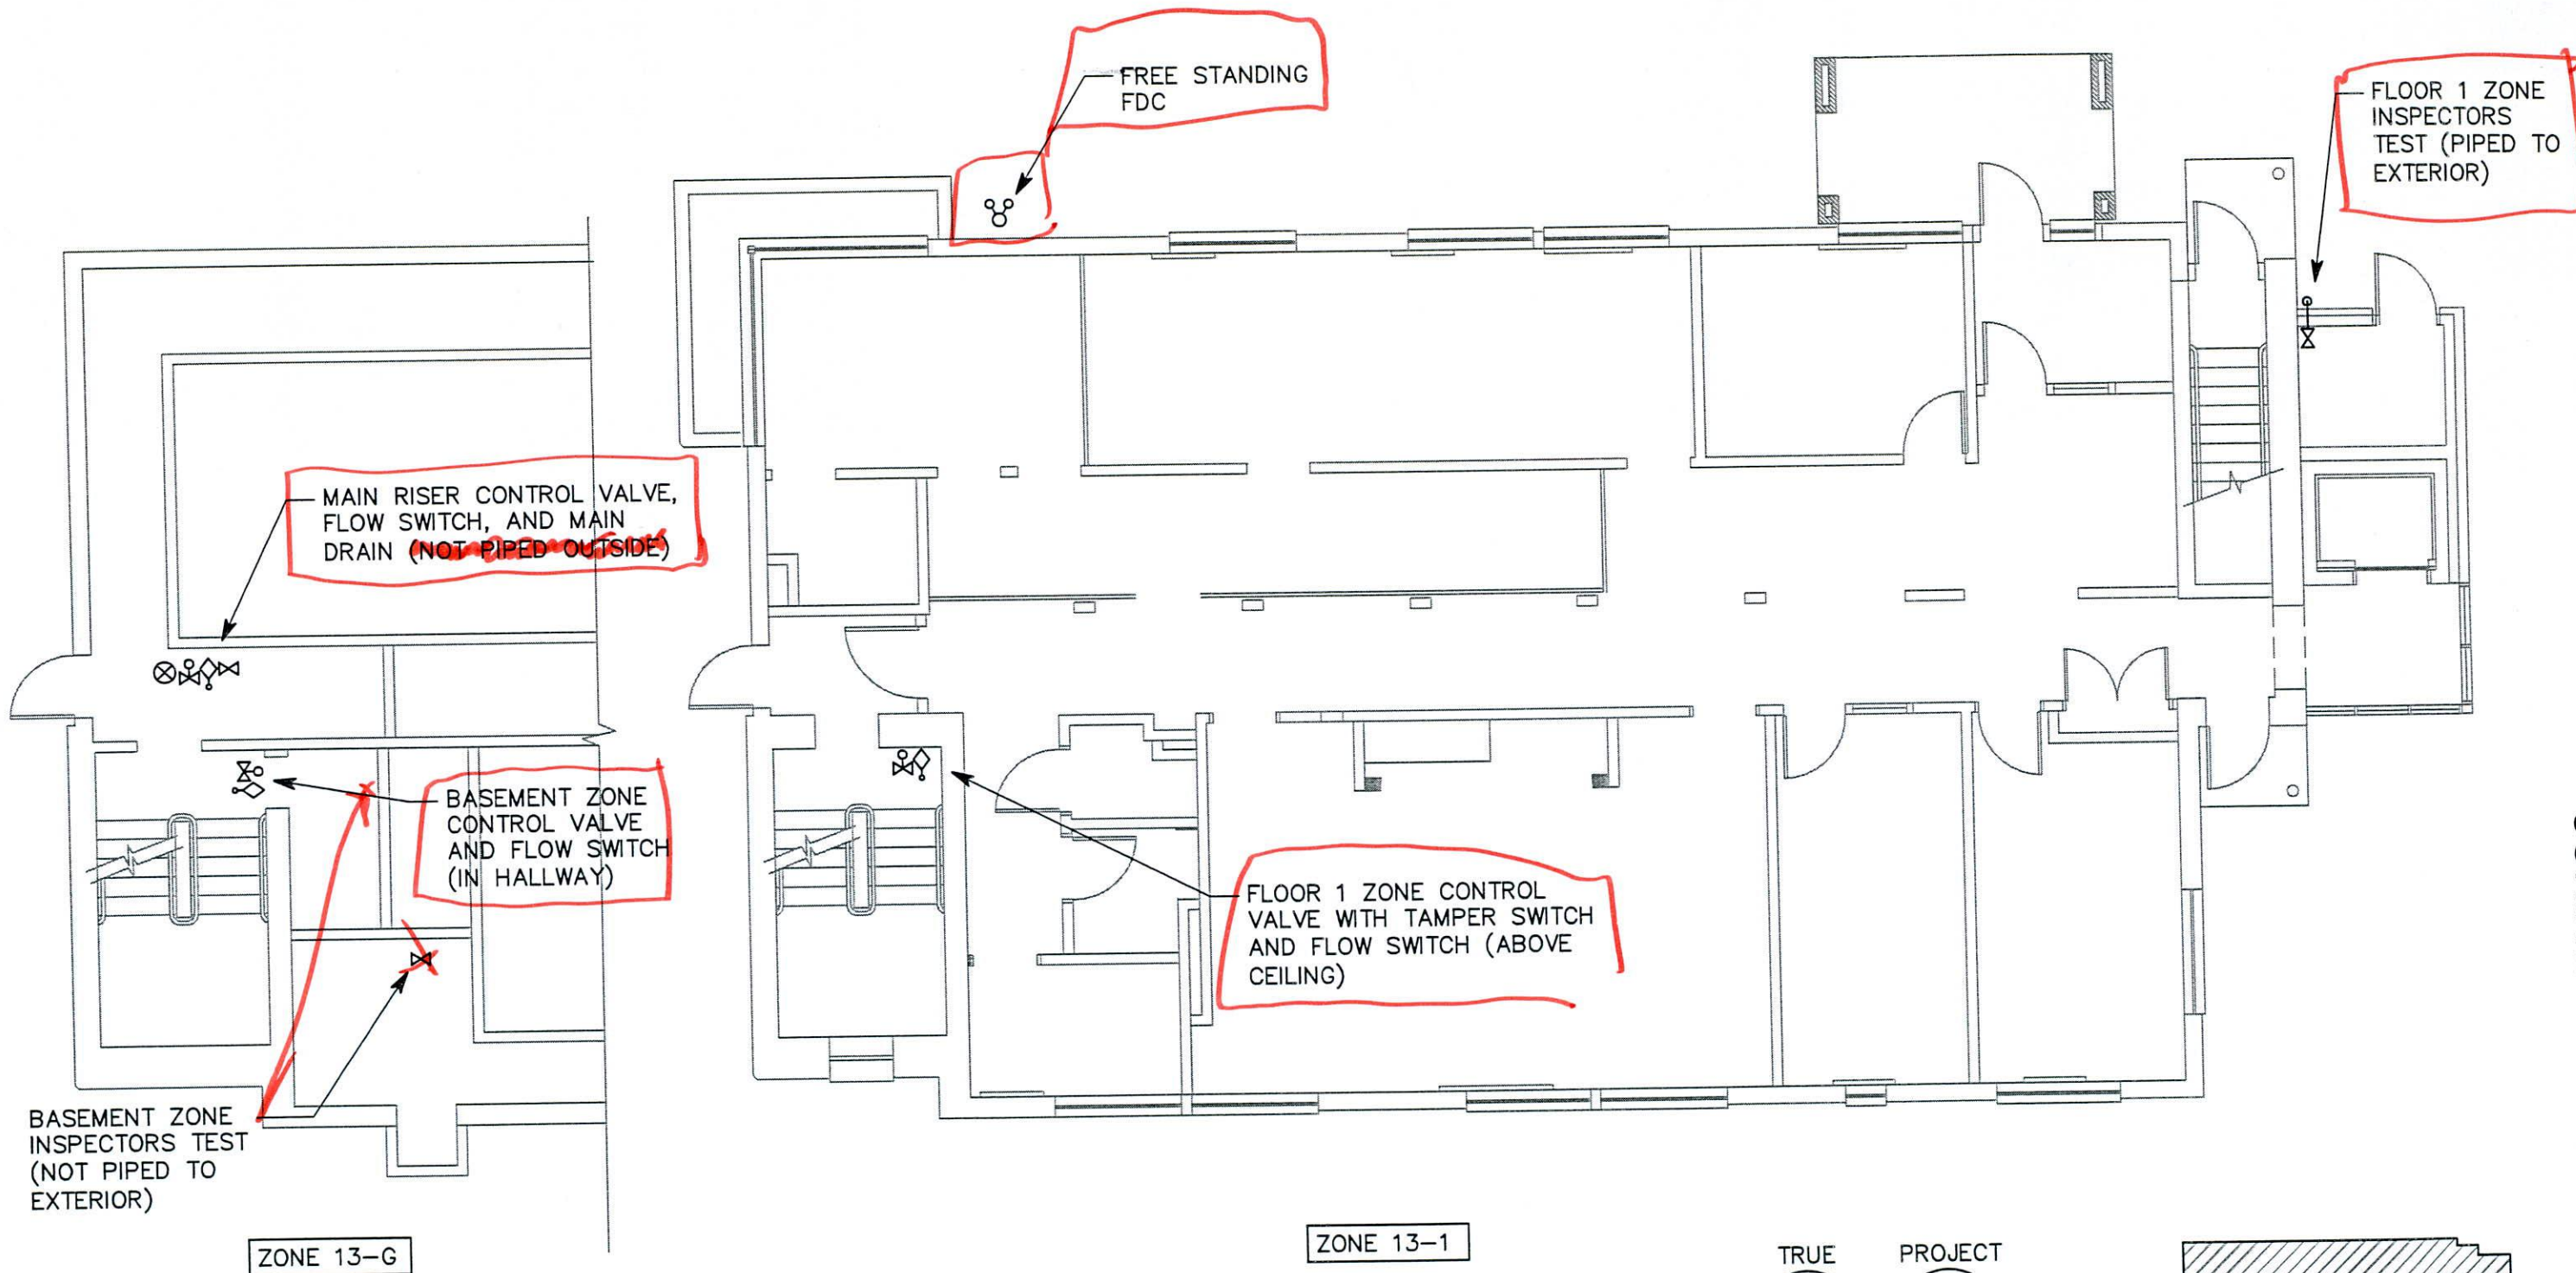 FREE STANDING
FDC
FLOOR 1 ZONE
INSPECTORS
TEST (PIPED TO
EXTERIOR)
MAIN RISER CONTROL VALVE,
FLOW SWITCH, AND MAIN
DRAIN (NOT PIPED OUTSIDE)
BASEMENT ZONE
CONTROL VALVE
AND FLOW SWITCH
(IN HALLWAY)
FLOOR 1 ZONE CONTROL
VALVE WITH TAMPER SWITCH
AND FLOW SWITCH (ABOVE
CEILING)
BASEMENT ZONE
INSPECTORS TEST
(NOT PIPED TO
EXTERIOR)
ZONE 13-G
ZONE 13-1
TRUE
PROJECT